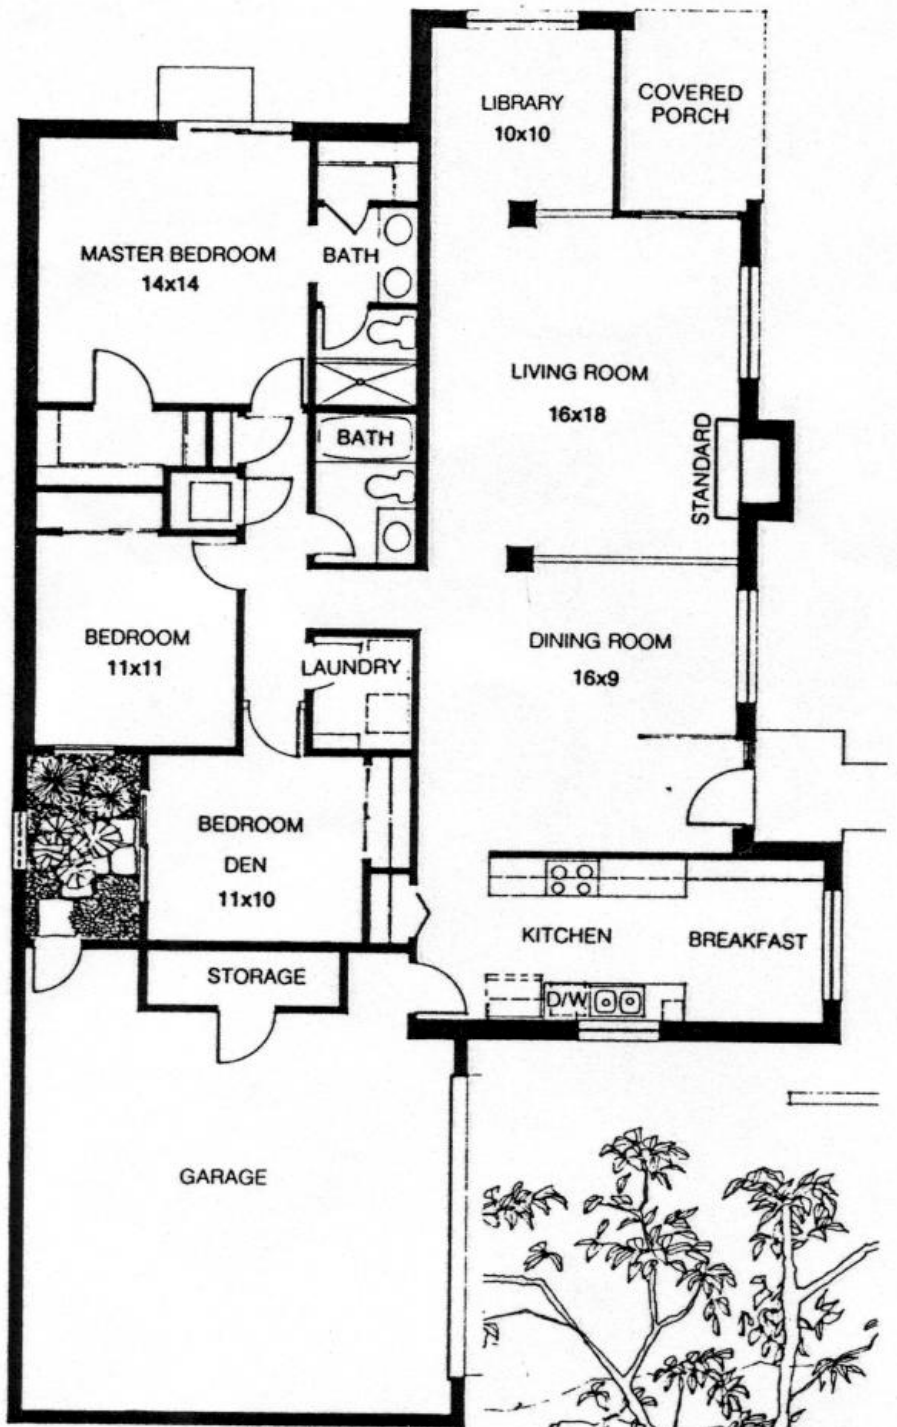 LIBRARY
10x10
COVERED
PORCH
MASTER BEDROOM
14x14
BATH
LIVING ROOM
16x18
STANDARD
BATH
BEDROOM
11x11
LAUNDRY
DINING ROOM
16x9
BEDROOM
DEN
11x10
KITCHEN
BREAKFAST
STORAGE
D/W
GARAGE